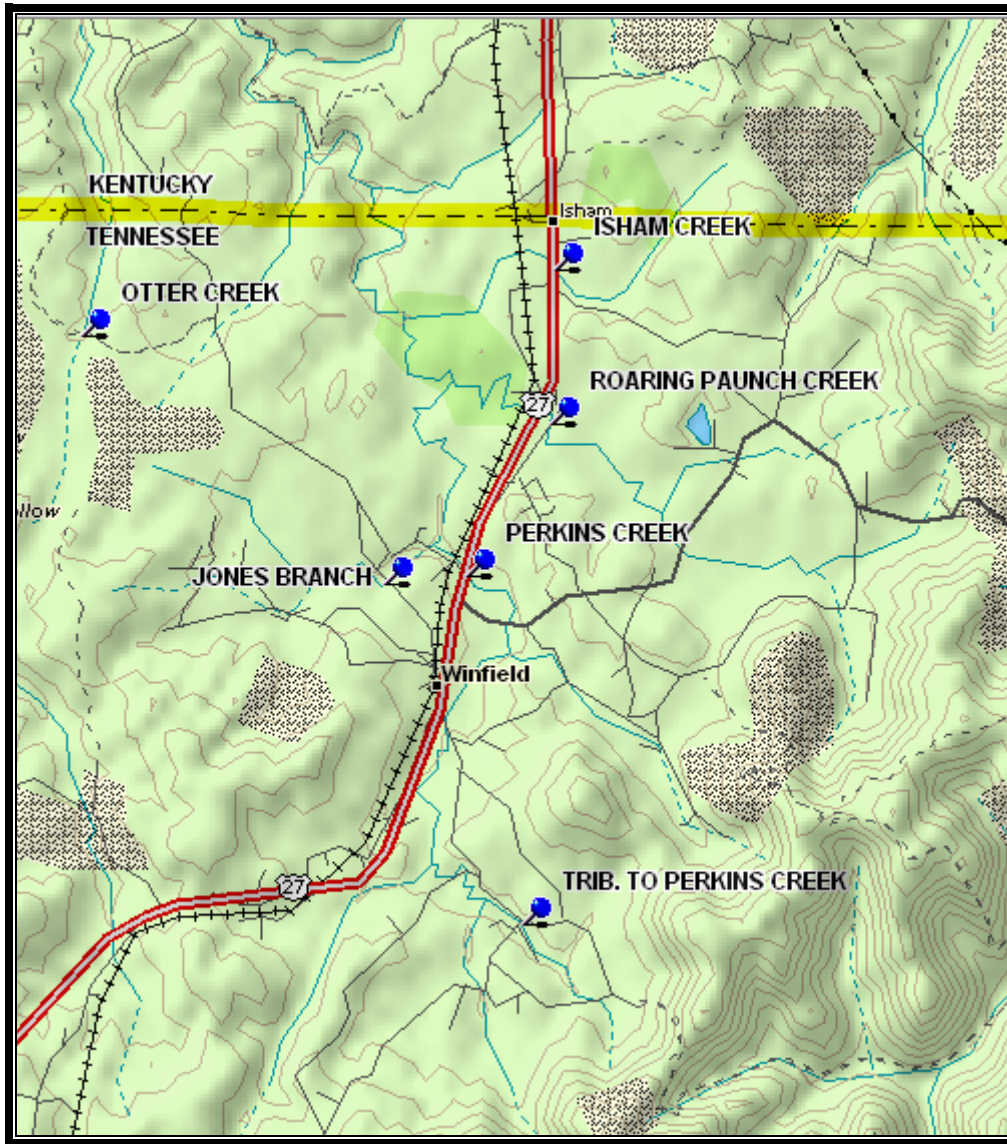 KENTUCKY
Isham
ISHAM CREEK
TENNESSEE
OTTER CREEK
ROARING PAUNCH CREEK
27
ollow
PERKINS CREEK
JONES BRANCH
Winfield
TRIB. TO PERKINS CREEK
27